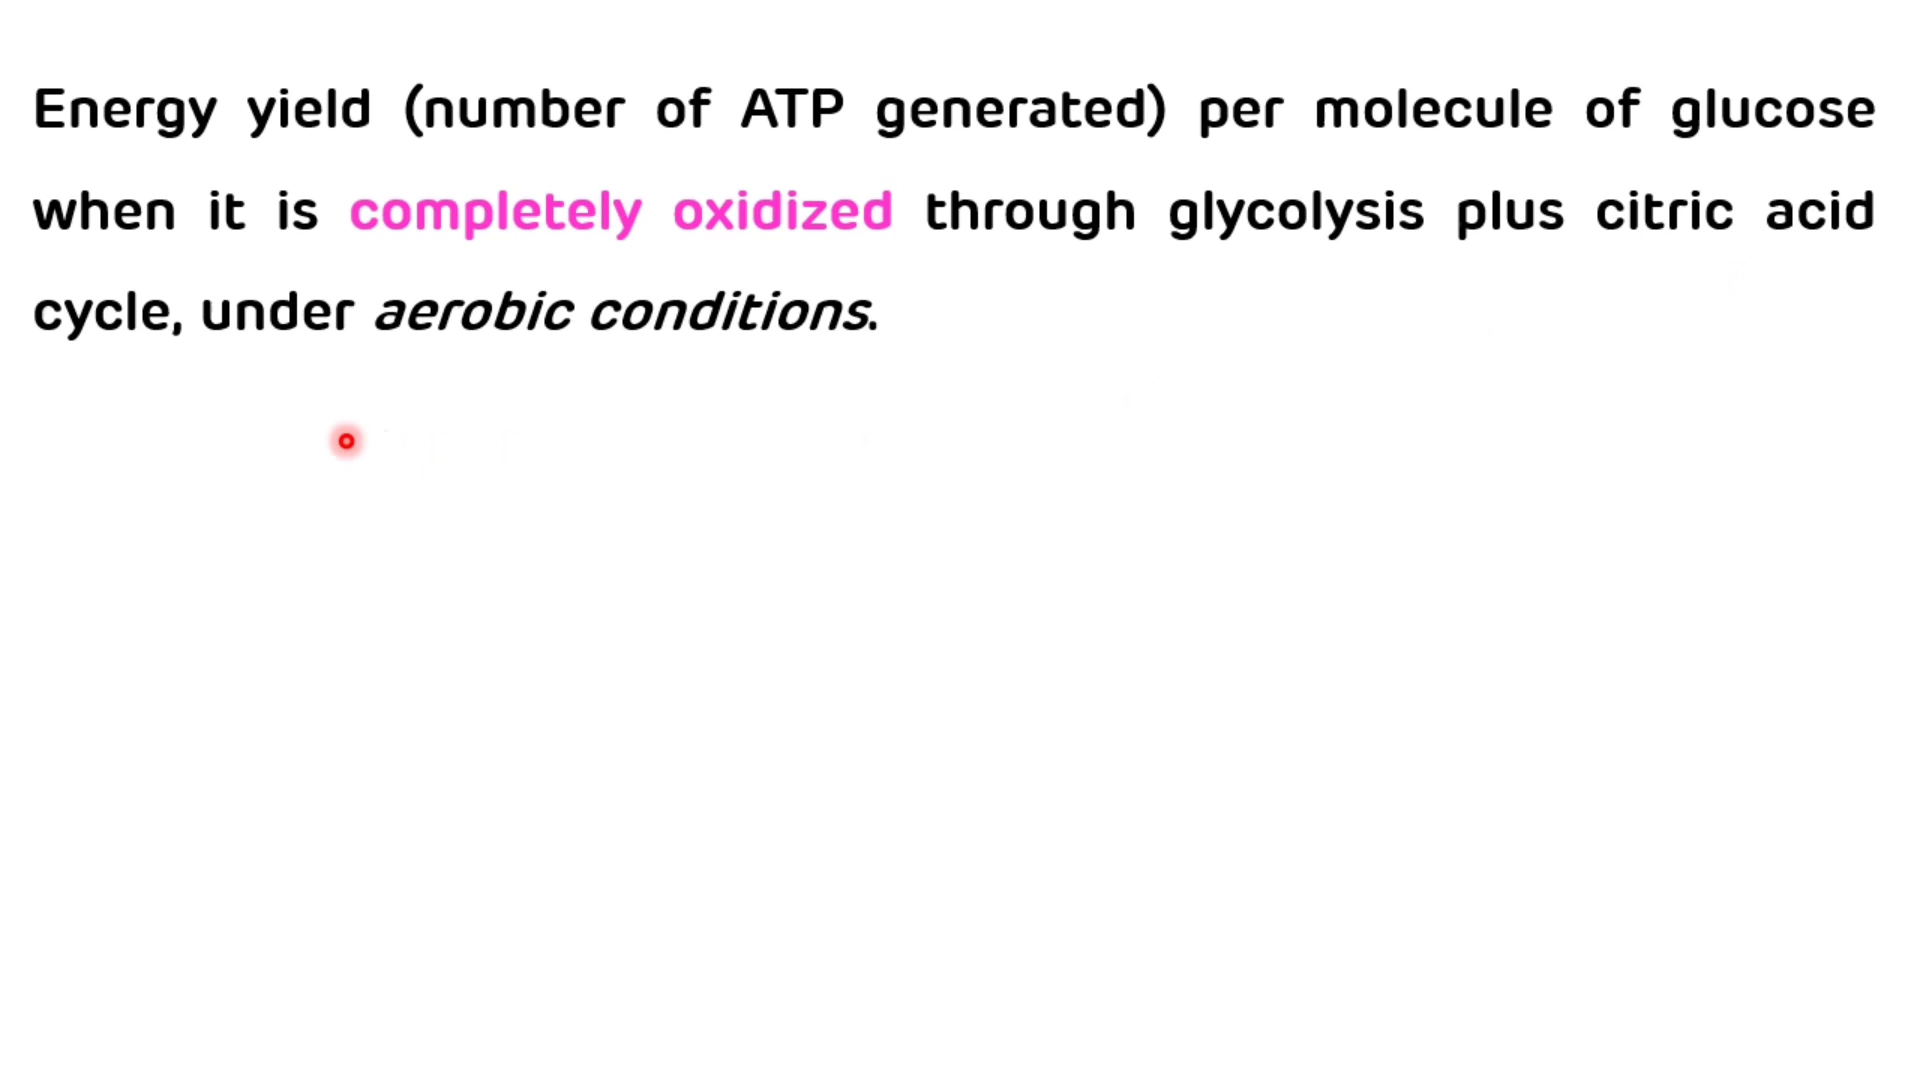 Energy yield (number of ATP generated) per molecule of glucose
when it is completely oxidized through glycolysis plus citric acid
cycle, under aerobic conditions.